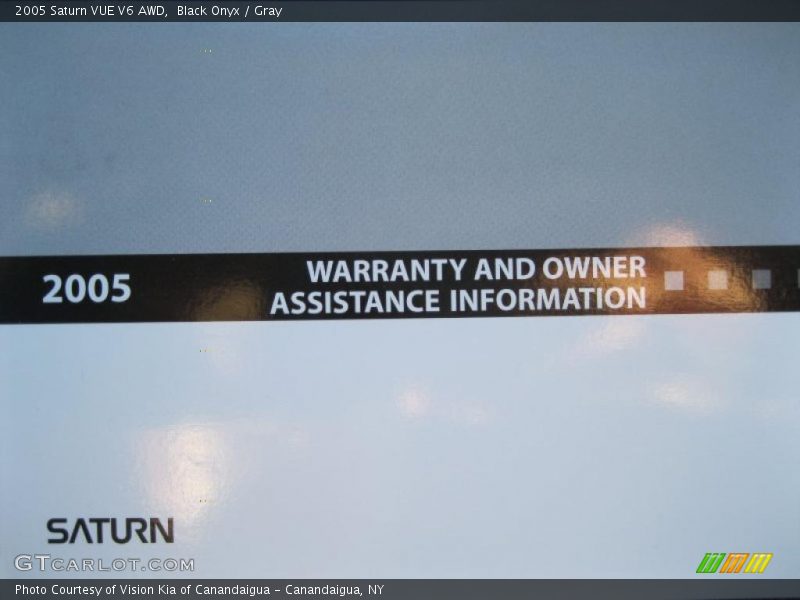 2005 Saturn VUE V6 AWD,  Black Onyx / Gray
2005
WARRANTY AND OWNER
ASSISTANCE INFORMATION
SATURN
GTCARLOT.COM
Photo Courtesy of Vision Kia of Canandaigua – Canandaigua, NY